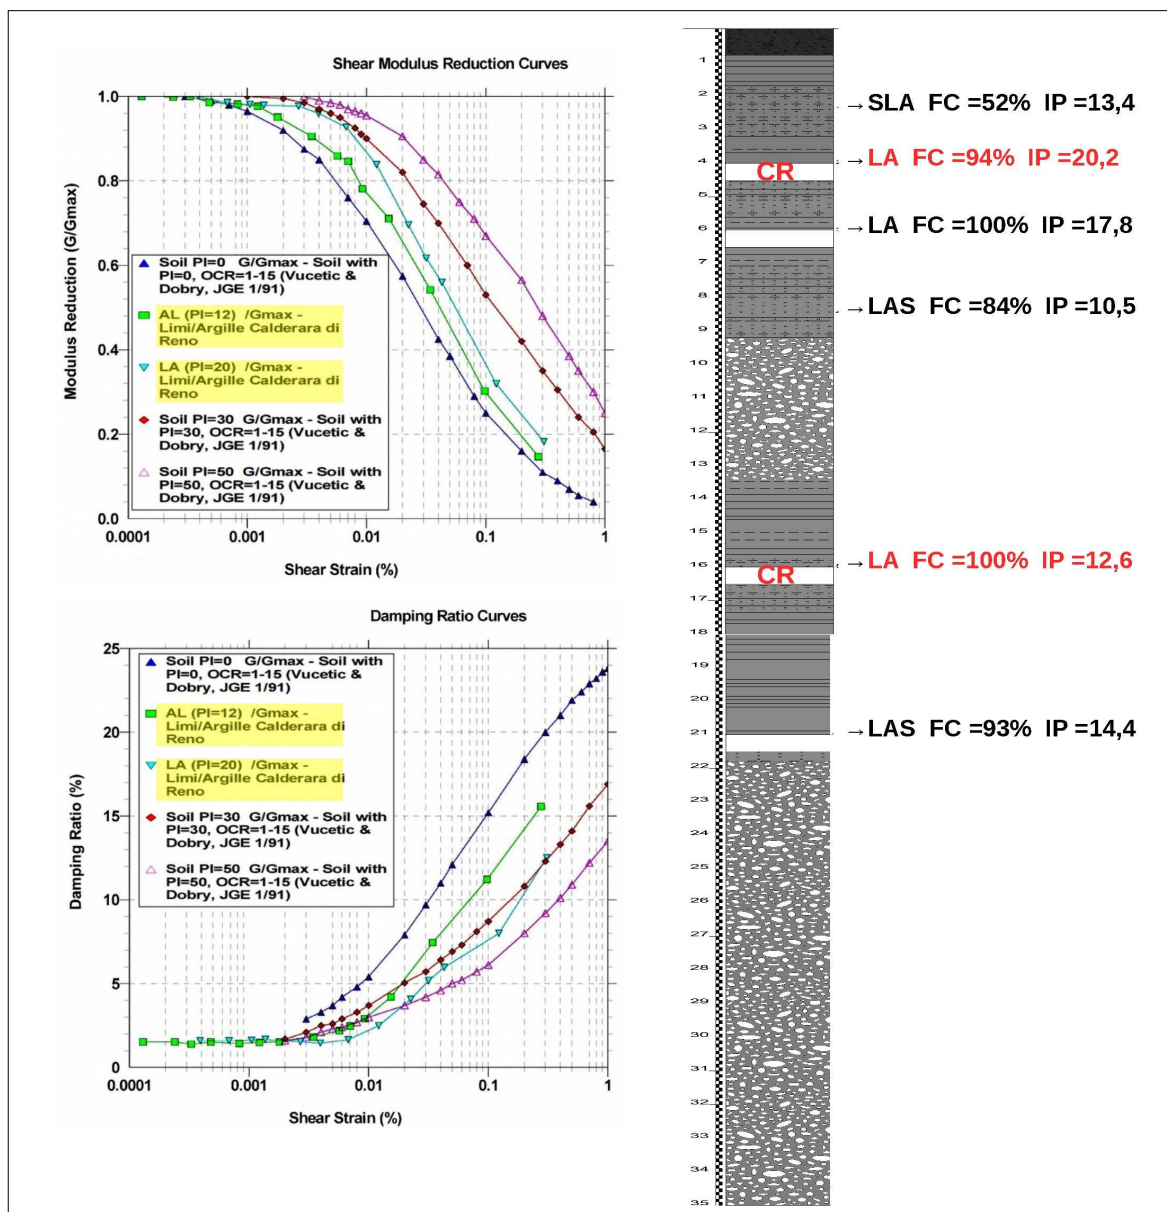 Shear Modulus Reduction Curves
Modulus Reduction (G/Gmax)
1.0
0.8
0.6
0.4
0.2
0.0
Soil PI=0 G/Gmax - Soil with
PI=0, OCR=1-15 (Vucetic &
Dobry, JGE 1/91)
AL (PI=12) /Gmax -
Limi/Argille Calderara di
Reno
LA (PI=20) /Gmax -
Limi/Argille Calderara di
Reno
Soil PI=30 G/Gmax - Soil with
PI=30, OCR=1-15 (Vucetic &
Dobry, JGE 1/91)
Soil PI=50 G/Gmax - Soil with
PI=50, OCR=1-15 (Vucetic &
Dobry, JGE 1/91)
0.0001 0.001 0.01 0.1 1
Shear Strain (%)
Damping Ratio Curves
Damping Ratio (%)
25
20
15
10
5
0
Soil PI=0 G/Gmax - Soil with
PI=0, OCR=1-15 (Vucetic &
Dobry, JGE 1/91)
AL (PI=12) /Gmax -
Limi/Argille Calderara di
Reno
LA (PI=20) /Gmax -
Limi/Argille Calderara di
Reno
Soil PI=30 G/Gmax - Soil with
PI=30, OCR=1-15 (Vucetic &
Dobry, JGE 1/91)
Soil PI=50 G/Gmax - Soil with
PI=50, OCR=1-15 (Vucetic &
Dobry, JGE 1/91)
0.0001 0.001 0.01 0.1 1
Shear Strain (%)
1
2
→SLA FC =52% IP =13,4
3
4
→LA FC =94% IP =20,2
CR
5
6
→LA FC =100% IP =17,8
7
8
→LAS FC =84% IP =10,5
9
10
11
12
13
14
15
16
→LA FC =100% IP =12,6
CR
17
18
19
20
21
→LAS FC =93% IP =14,4
22
23
24
25
26
27
28
29
30
31
32
33
34
35